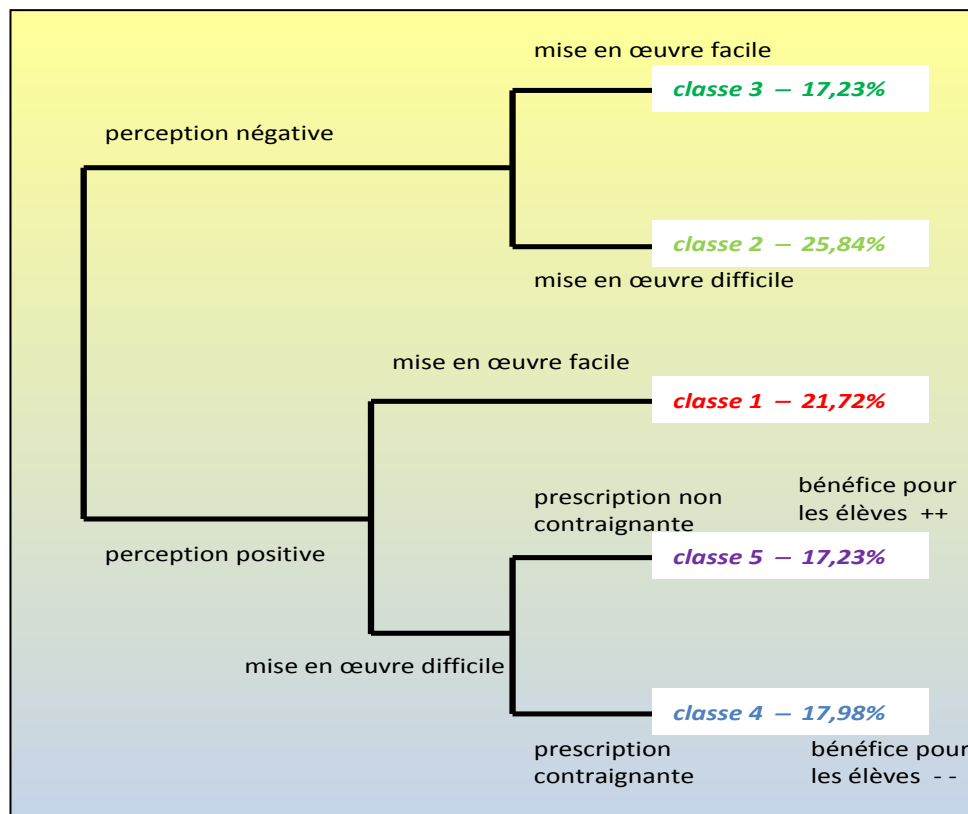 mise en œuvre facile
classe 3 – 17,23%
perception négative
classe 2 – 25,84%
mise en œuvre difficile
mise en œuvre facile
classe 1 – 21,72%
prescription non
contraignante
bénéfice pour
les élèves ++
perception positive
classe 5 – 17,23%
mise en œuvre difficile
classe 4 – 17,98%
prescription
contraignante
bénéfice pour
les élèves - -